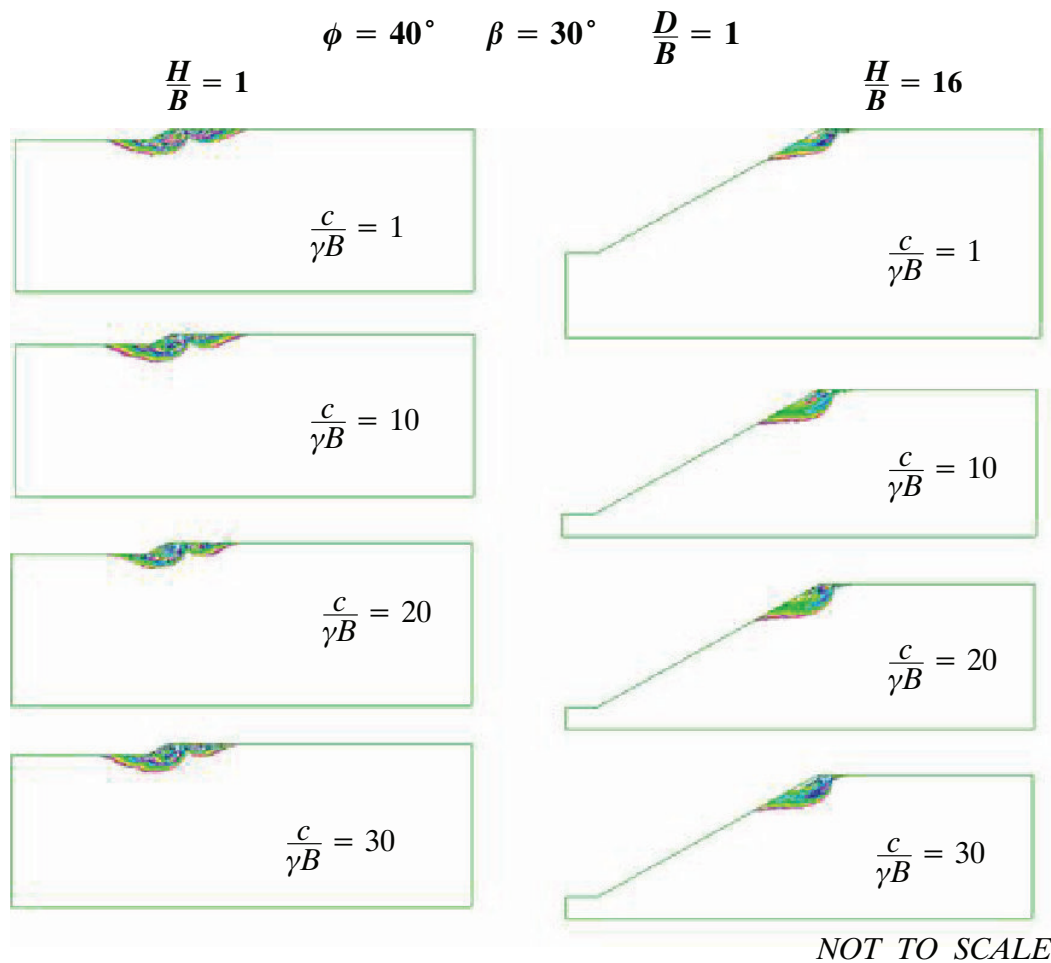 ϕ = 40° β = 30° D/B = 1
H/B = 1
H/B = 16
c/γB = 1
c/γB = 10
c/γB = 20
c/γB = 30
c/γB = 1
c/γB = 10
c/γB = 20
c/γB = 30
NOT TO SCALE